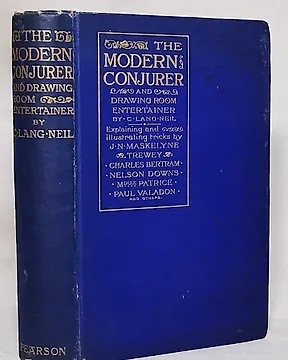 THE
MODERN
CONJURER
AND DRAWING
ROOM
ENTERTAINER
BY
C·LANG·NEIL
PEARSON
THE
MODERN
CONJURER
AND
DRAWING ROOM
ENTERTAINER
BY·C·LANG·NEIL
Explaining and
illustrating tricks by
J·N·MASKELYNE
·TREWEY·
·CHARLES BERTRAM·
NELSON DOWNS·
PATRICE·
PAUL VALADON
AND OTHERS.